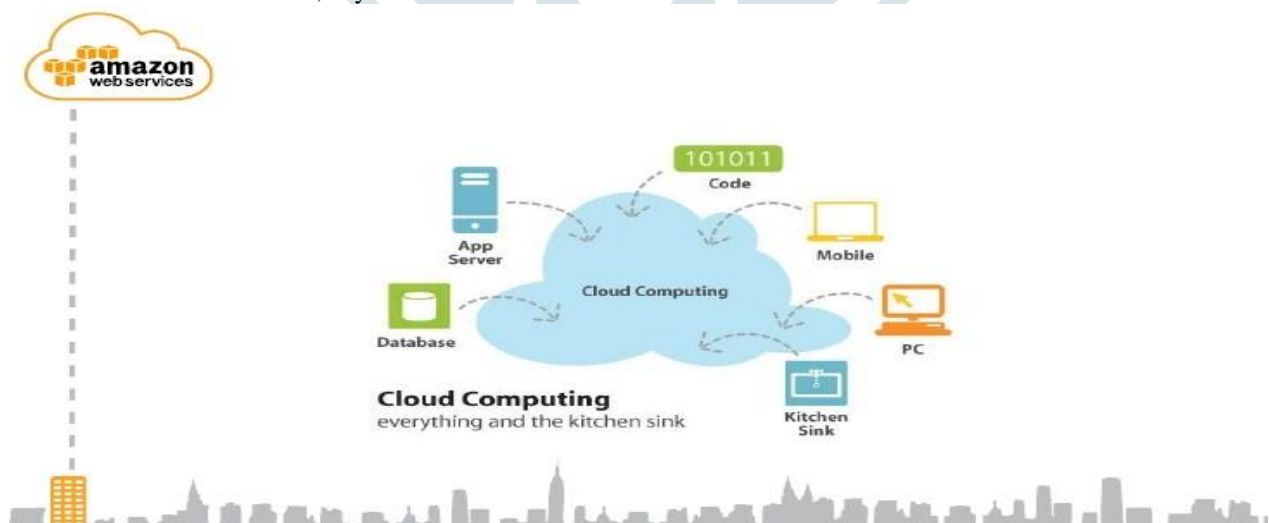 amazon
web services
101011
Code
App
Server
Mobile
Cloud Computing
Database
PC
Cloud Computing
everything and the kitchen sink
Kitchen
Sink